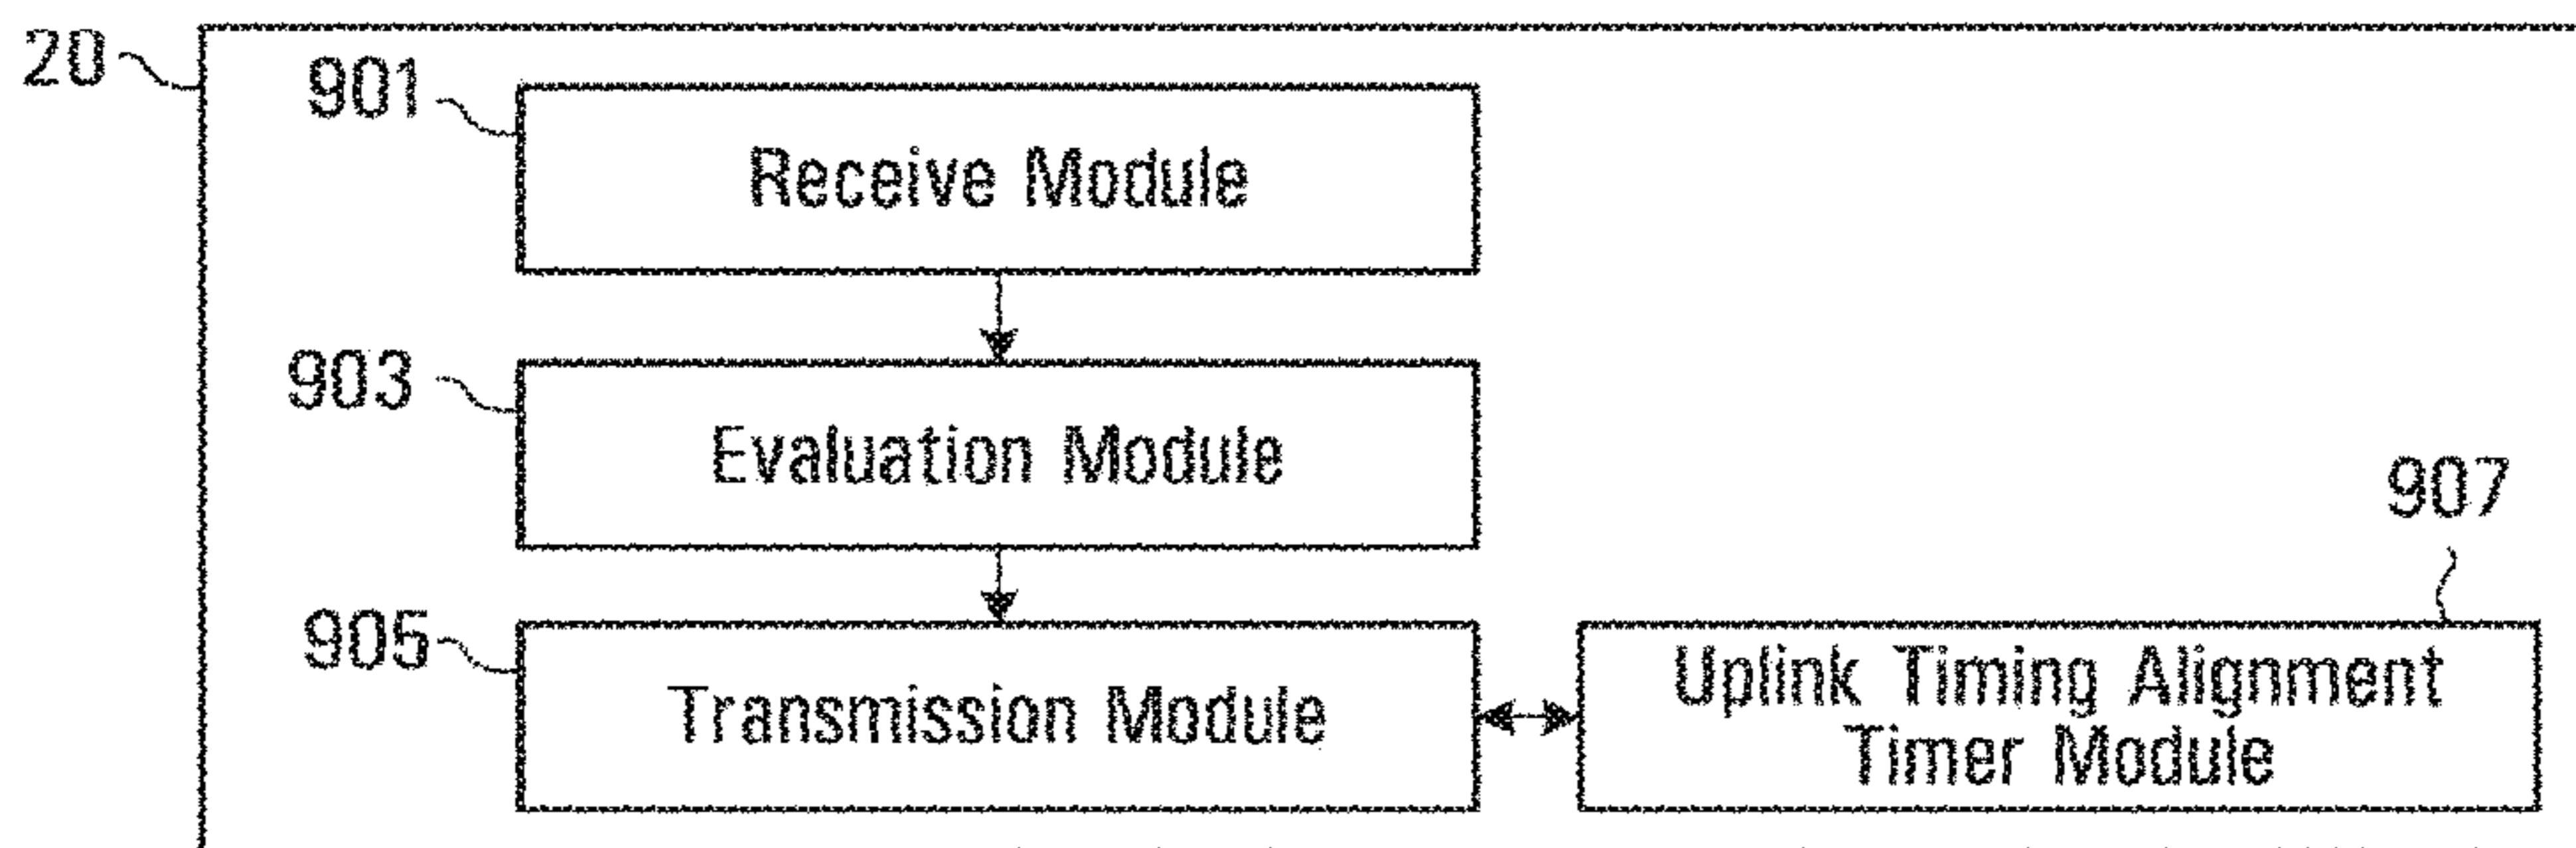 20
901
Receive Module
903
Evaluation Module
907
905
Transmission Module
Uplink Timing Alignment
Timer Module